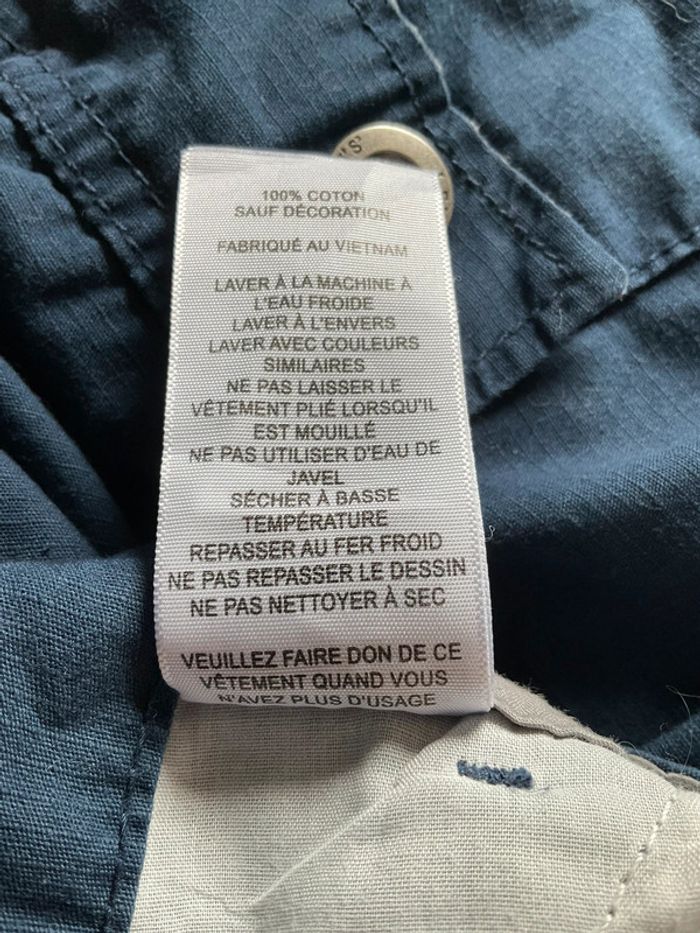 100% COTON
SAUF DÉCORATION
FABRIQUÉ AU VIETNAM
LAVER À LA MACHINE À
L'EAU FROIDE
LAVER À L'ENVERS
LAVER AVEC COULEURS
SIMILAIRES
NE PAS LAISSER LE
VÊTEMENT PLIÉ LORSQU'IL
EST MOUILLÉ
NE PAS UTILISER D'EAU DE
JAVEL
SÉCHER À BASSE
TEMPÉRATURE
REPASSER AU FER FROID
NE PAS REPASSER LE DESSIN
NE PAS NETTOYER À SEC
VEUILLEZ FAIRE DON DE CE
VÊTEMENT QUAND VOUS
N'AVEZ PLUS D'USAGE